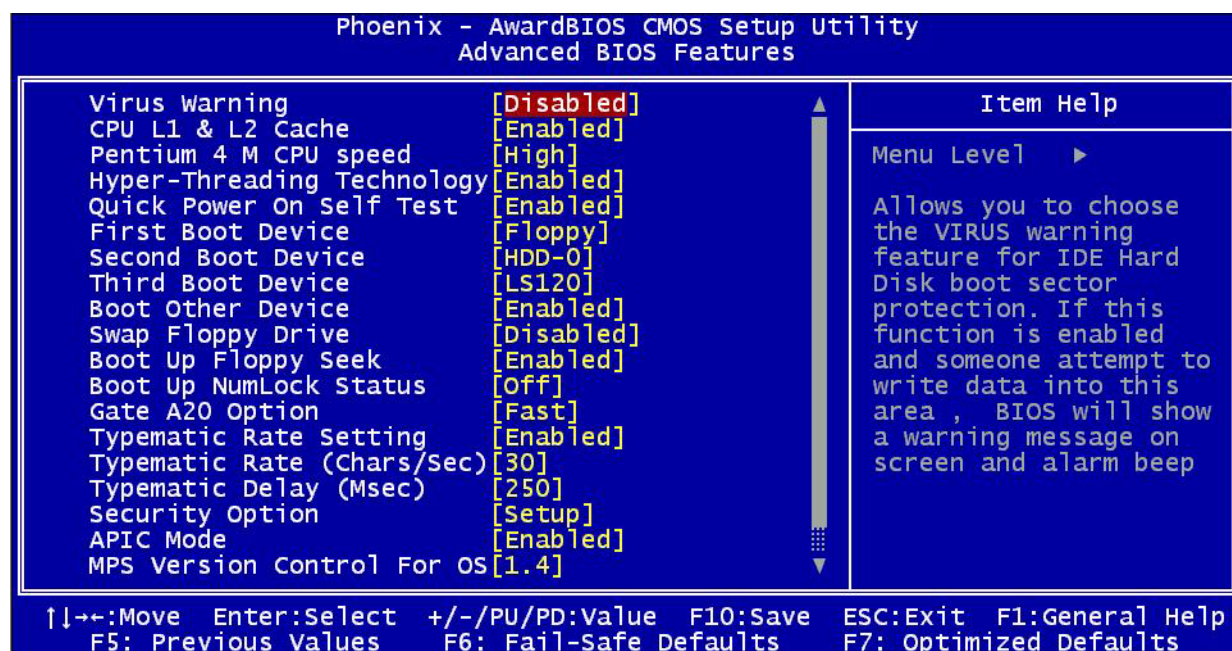 Phoenix - AwardBIOS CMOS Setup Utility
Advanced BIOS Features
Virus Warning [Disabled]
CPU L1 & L2 Cache [Enabled]
Pentium 4 M CPU speed [High]
Hyper-Threading Technology[Enabled]
Quick Power On Self Test [Enabled]
First Boot Device [Floppy]
Second Boot Device [HDD-0]
Third Boot Device [LS120]
Boot Other Device [Enabled]
Swap Floppy Drive [Disabled]
Boot Up Floppy Seek [Enabled]
Boot Up NumLock Status [Off]
Gate A20 Option [Fast]
Typematic Rate Setting [Enabled]
Typematic Rate (Chars/Sec)[30]
Typematic Delay (Msec) [250]
Security Option [Setup]
APIC Mode [Enabled]
MPS Version Control For OS[1.4]
Item Help
Menu Level ▶
Allows you to choose
the VIRUS warning
feature for IDE Hard
Disk boot sector
protection. If this
function is enabled
and someone attempt to
write data into this
area , BIOS will show
a warning message on
screen and alarm beep
↑↓→←:Move Enter:Select +/-/PU/PD:Value F10:Save ESC:Exit F1:General Help
F5: Previous Values F6: Fail-Safe Defaults F7: Optimized Defaults